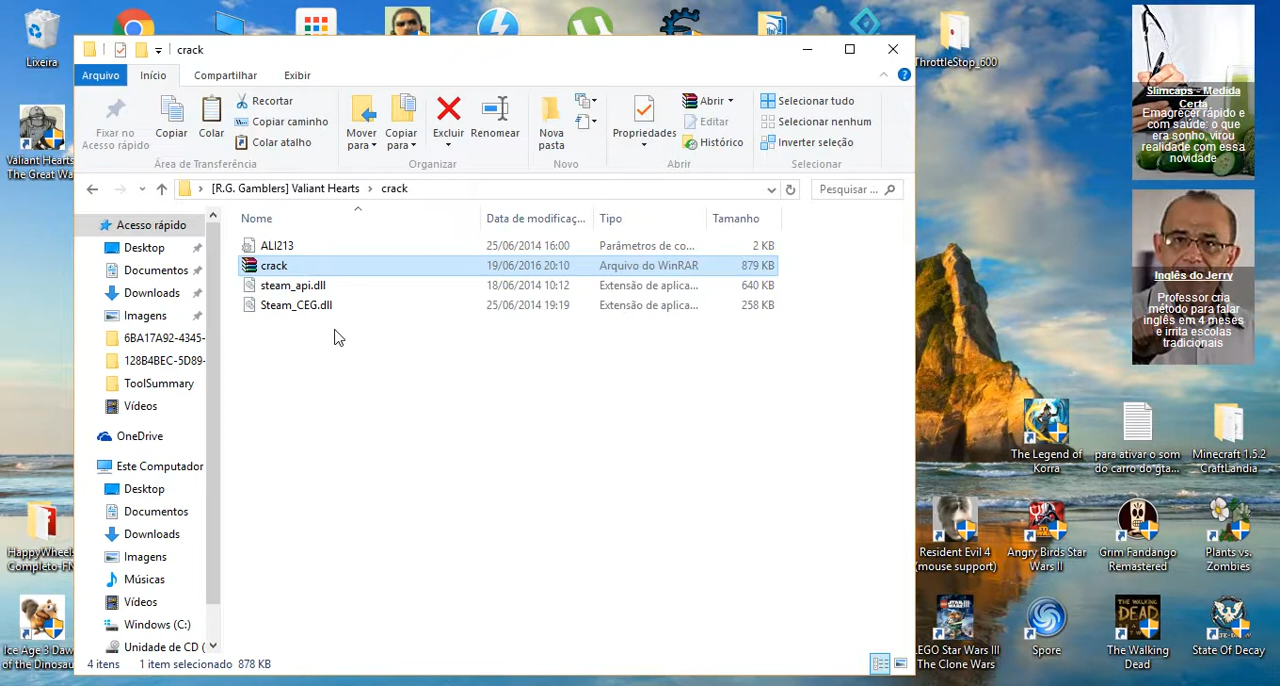 crack
Lixeira
ThrottleStop_600
Valiant Hearts
The Great Wa
Arquivo
Início
Compartilhar
Exibir
Fixar no
Acesso rápido
Copiar
Colar
Recortar
Copiar caminho
Colar atalho
Área de Transferência
Mover
para
Copiar
para
Excluir
Renomear
Organizar
Nova
pasta
Novo
Propriedades
Abrir
Editar
Histórico
Abrir
Selecionar tudo
Selecionar nenhum
Inverter seleção
Selecionar
[R.G. Gamblers] Valiant Hearts > crack
Pesquisar ...
Acesso rápido
Desktop
Documentos
Downloads
Imagens
6BA17A92-4345-
128B4BEC-5D89-
ToolSummary
Vídeos
OneDrive
Este Computador
Desktop
Documentos
Downloads
Imagens
Músicas
Vídeos
Windows (C:)
Unidade de CD (
Nome
Data de modificaç...
Tipo
Tamanho
ALI213 25/06/2014 16:00 Parâmetros de co... 2 KB
crack 19/06/2016 20:10 Arquivo do WinRAR 879 KB
steam_api.dll 18/06/2014 10:12 Extensão de aplica... 640 KB
Steam_CEG.dll 25/06/2014 19:19 Extensão de aplica... 258 KB
4 itens 1 item selecionado 878 KB
HappyWheels
Completo-FN
Ice Age 3 Daw
of the Dinosau
Slimcaps - Medida
Certa
Emagrecer rápido e
com saúde: o que
era sonho, virou
realidade com essa
novidade
Inglês do Jerry
Professor cria
método para falar
inglês em 4 meses
e irrita escolas
tradicionais
The Legend of
Korra
para ativar o som
do carro do gta...
Minecraft 1.5.2
CraftLandia
Resident Evil 4
(mouse support)
Angry Birds Star
Wars II
Grim Fandango
Remastered
Plants vs.
Zombies
LEGO Star Wars III
The Clone Wars
Spore
The Walking
Dead
State Of Decay